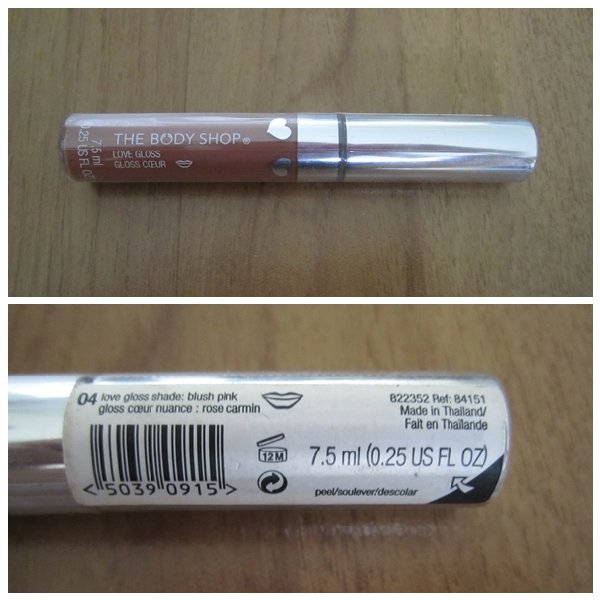 THE BODY SHOP®
LOVE GLOSS
GLOSS CŒUR
7.5 ml
0.25 US FL OZ
04 love gloss shade: blush pink
gloss cœur nuance : rose carmin
822352 Ref: 84151
Made in Thailand/
Fait en Thaïlande
<5039 0915>
12M
7.5 ml (0.25 US FL OZ)
peel/soulever/descolar